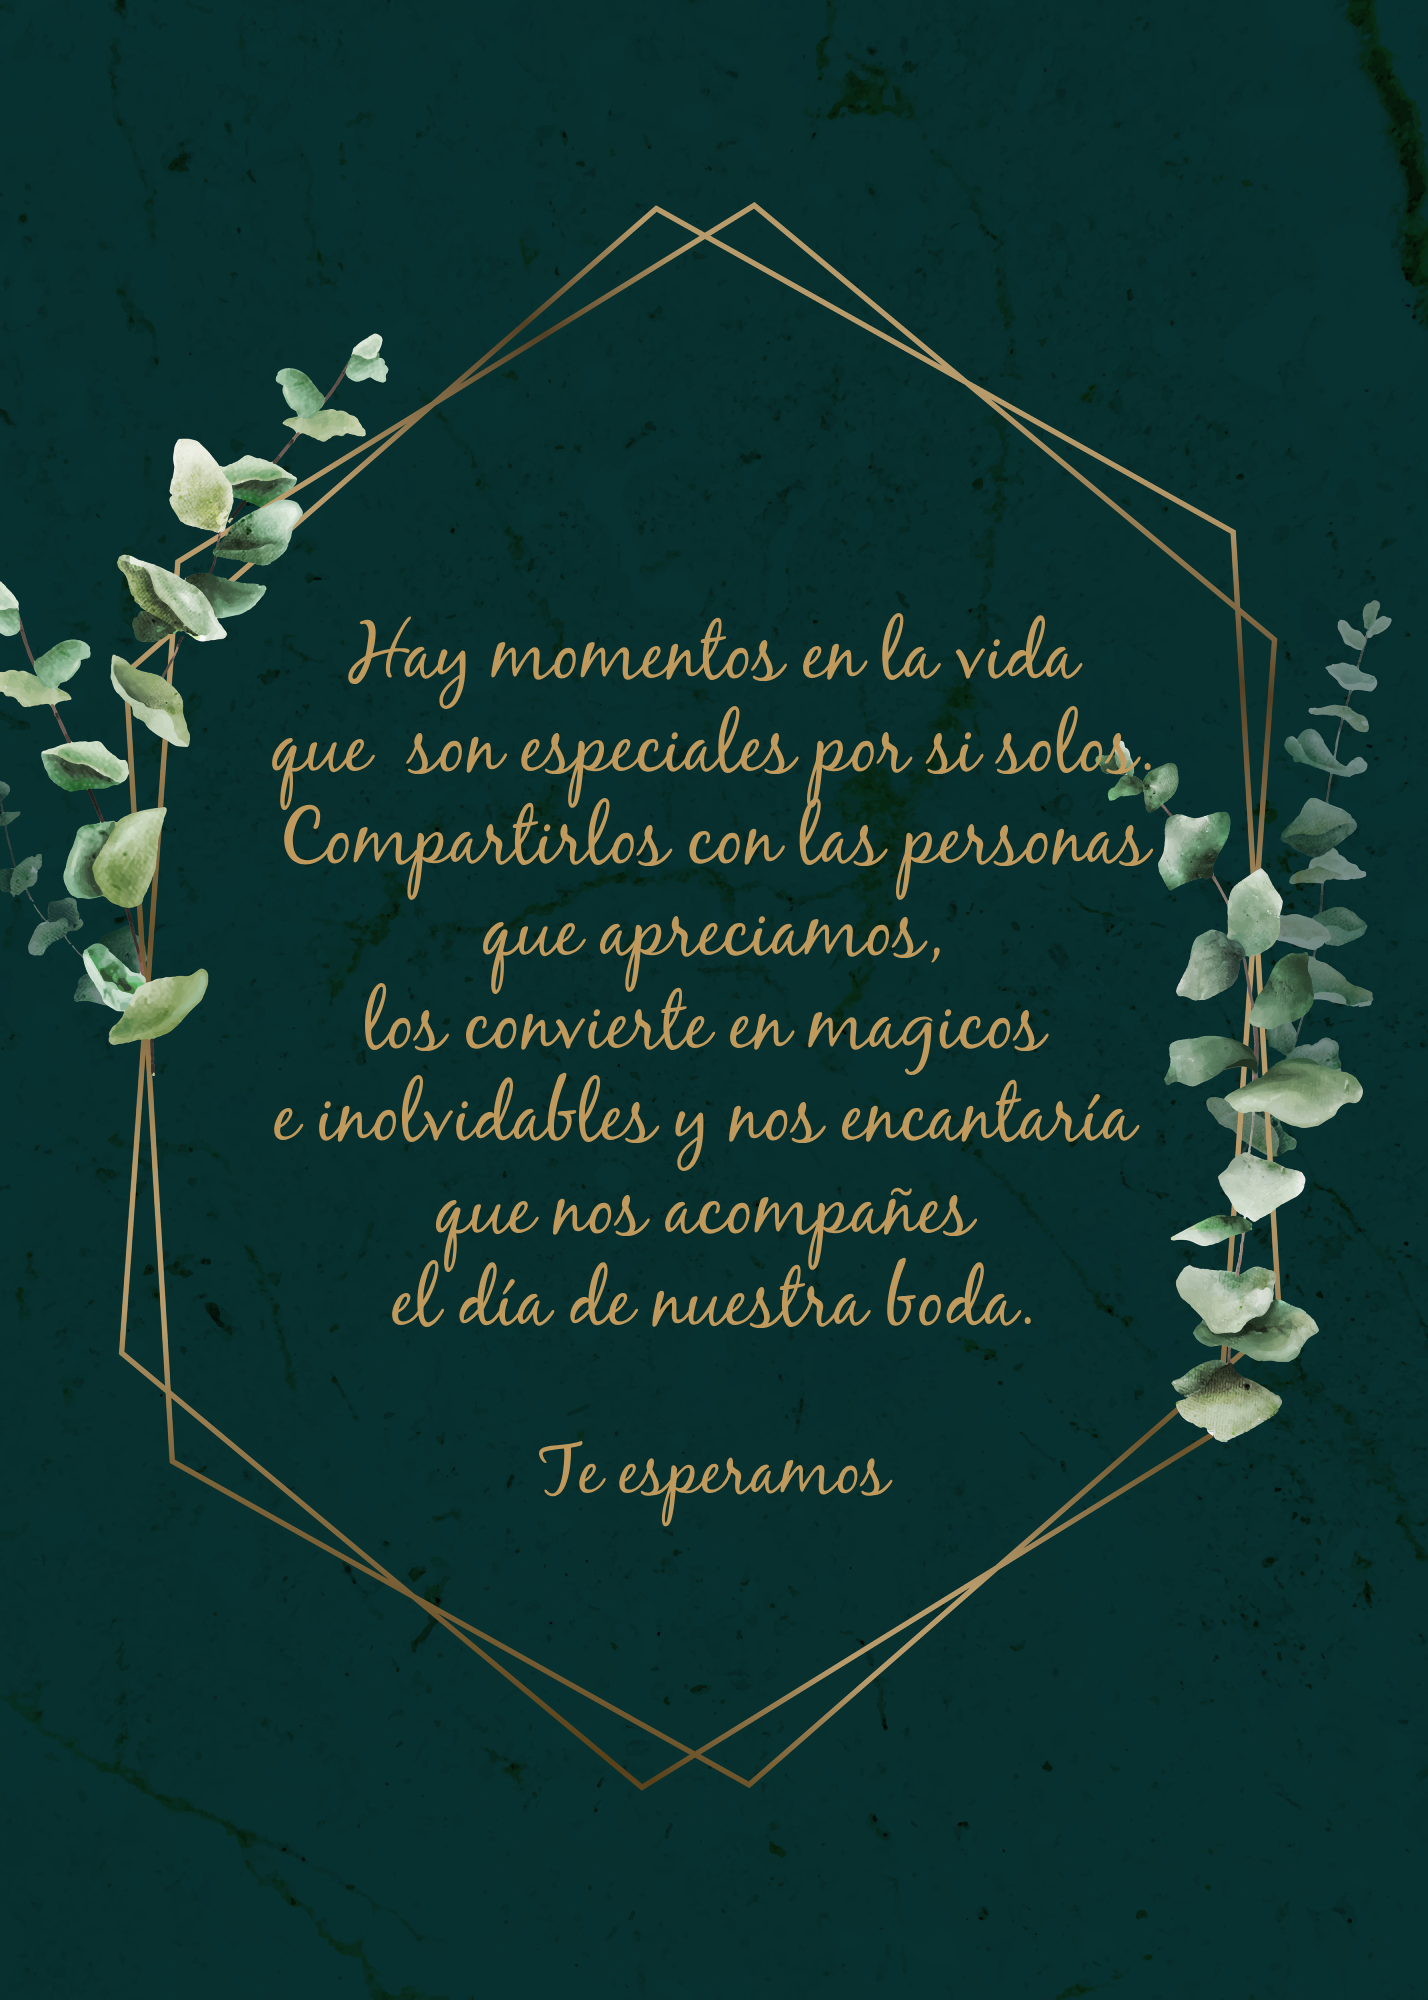 Hay momentos en la vida
que son especiales por si solos.
Compartirlos con las personas
que apreciamos,
los convierte en magicos
e inolvidables y nos encantaría
que nos acompañes
el día de nuestra boda.
Te esperamos